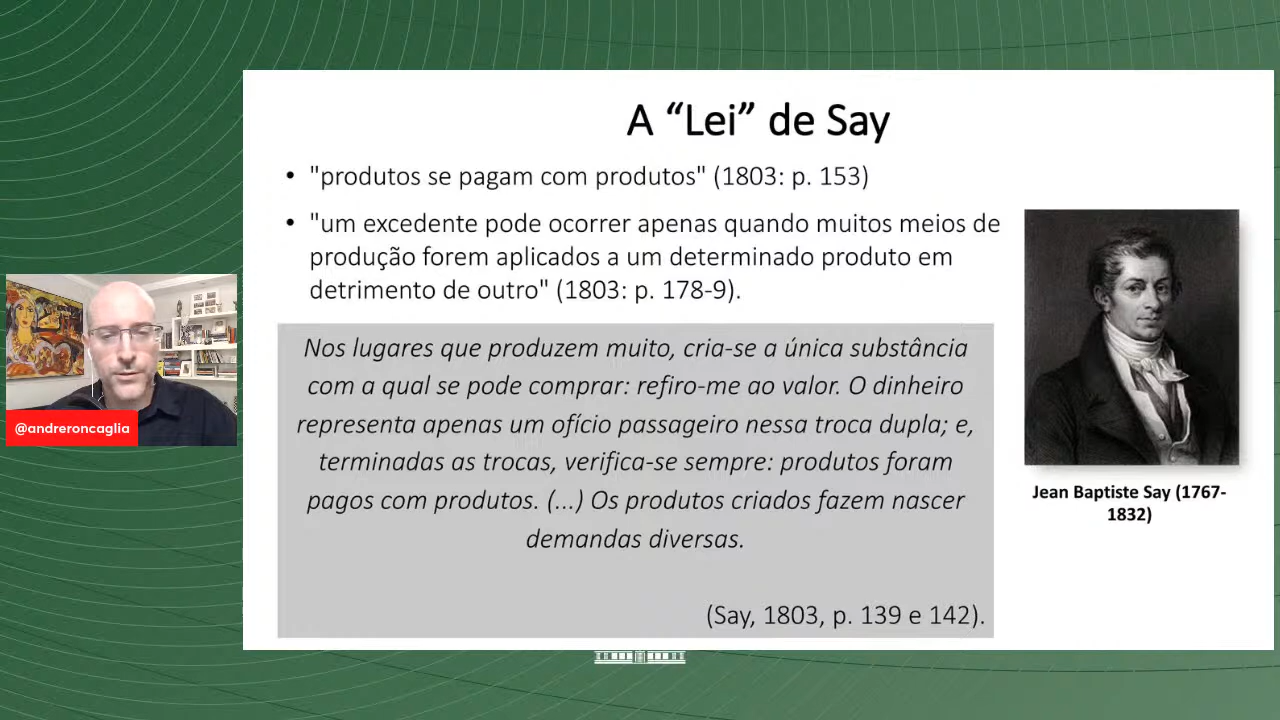 A “Lei” de Say
• "produtos se pagam com produtos" (1803: p. 153)
• "um excedente pode ocorrer apenas quando muitos meios de
produção forem aplicados a um determinado produto em
detrimento de outro" (1803: p. 178-9).
Nos lugares que produzem muito, cria-se a única substância
com a qual se pode comprar: refiro-me ao valor. O dinheiro
representa apenas um ofício passageiro nessa troca dupla; e,
terminadas as trocas, verifica-se sempre: produtos foram
pagos com produtos. (...) Os produtos criados fazem nascer
demandas diversas.
(Say, 1803, p. 139 e 142).
Jean Baptiste Say (1767-
1832)
@andreroncaglia